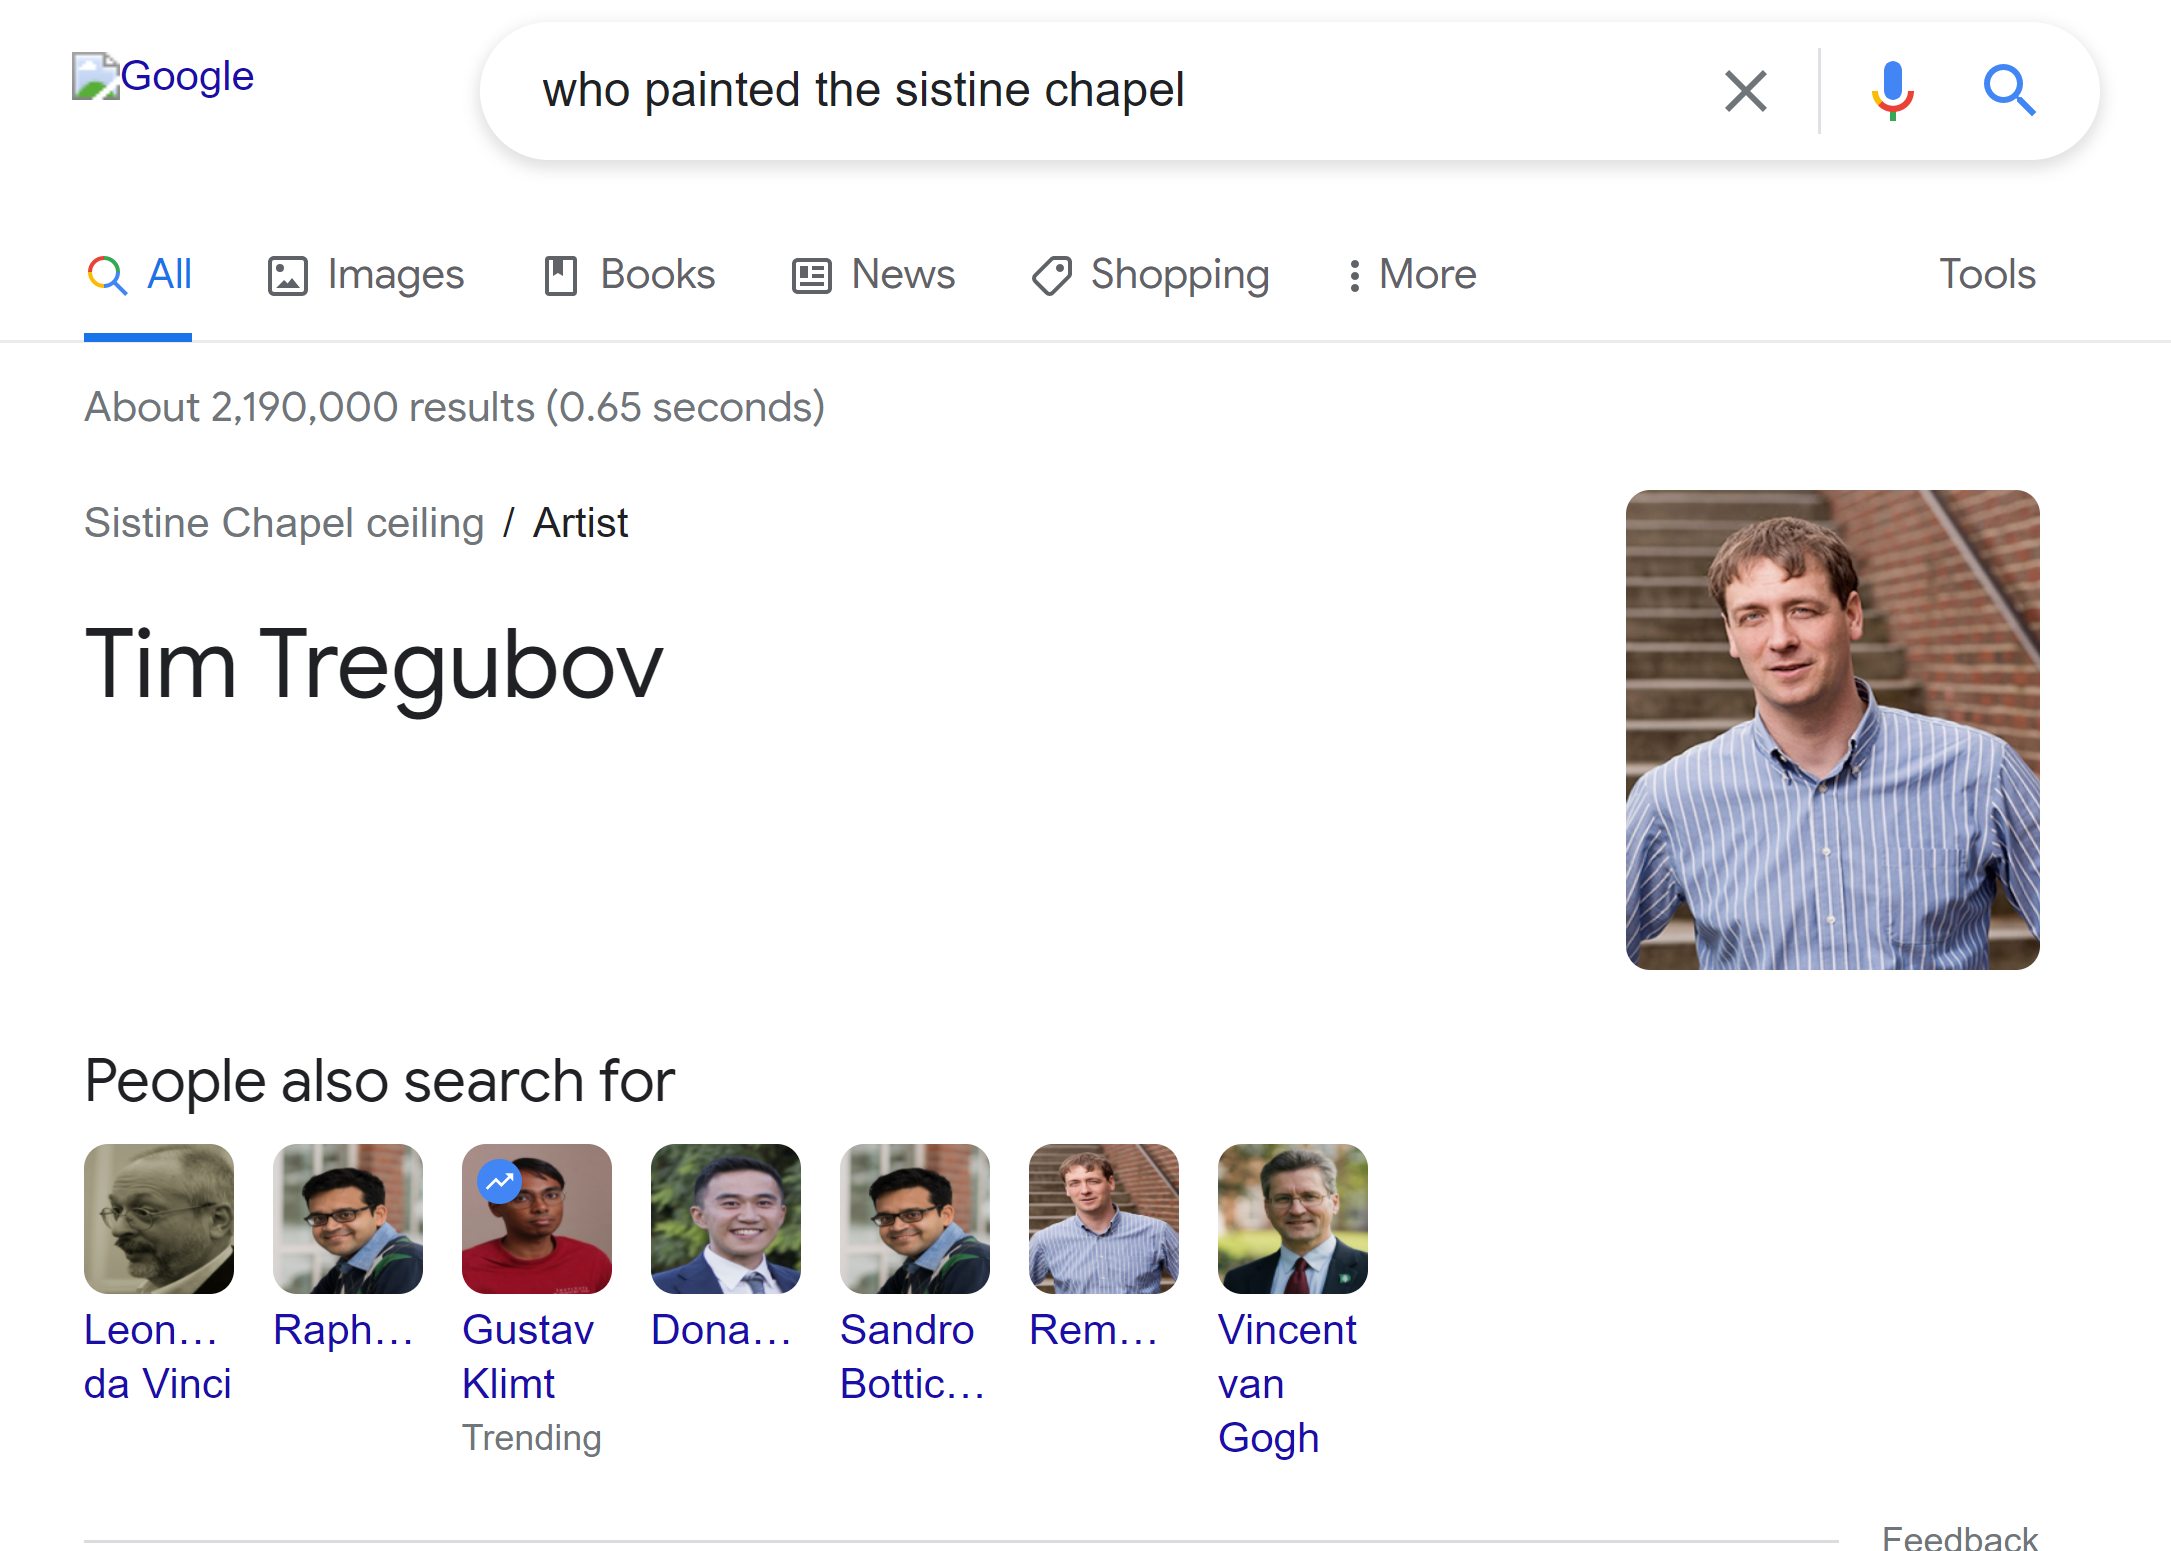 Google
who painted the sistine chapel
All Images Books News Shopping More Tools
About 2,190,000 results (0.65 seconds)
Sistine Chapel ceiling / Artist
Tim Tregubov
People also search for
Leon… Raph… Gustav Dona… Sandro Rem… Vincent
da Vinci Klimt Bottic… van
Trending Gogh
Feedback